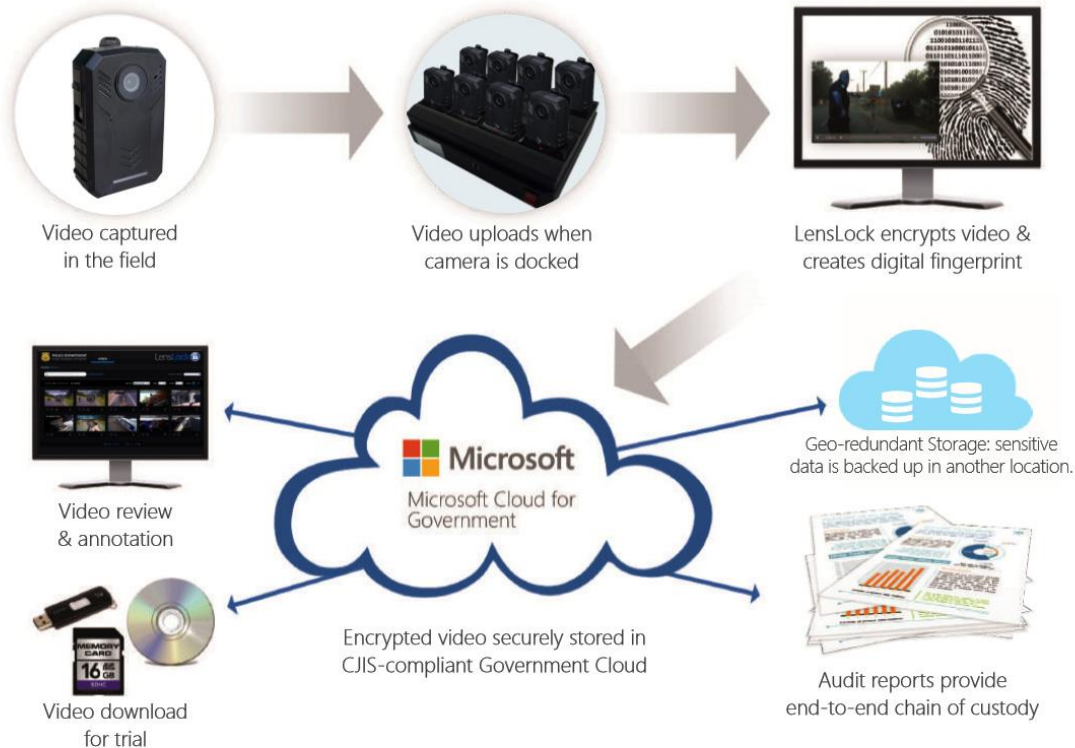 Video captured
in the field
Video uploads when
camera is docked
LensLock encrypts video &
creates digital fingerprint
LensLock
Video review
& annotation
Microsoft
Microsoft Cloud for
Government
Geo-redundant Storage: sensitive
data is backed up in another location.
MEMORY
CARD
16 GB
SDHC
Video download
for trial
Encrypted video securely stored in
CJIS-compliant Government Cloud
Audit reports provide
end-to-end chain of custody